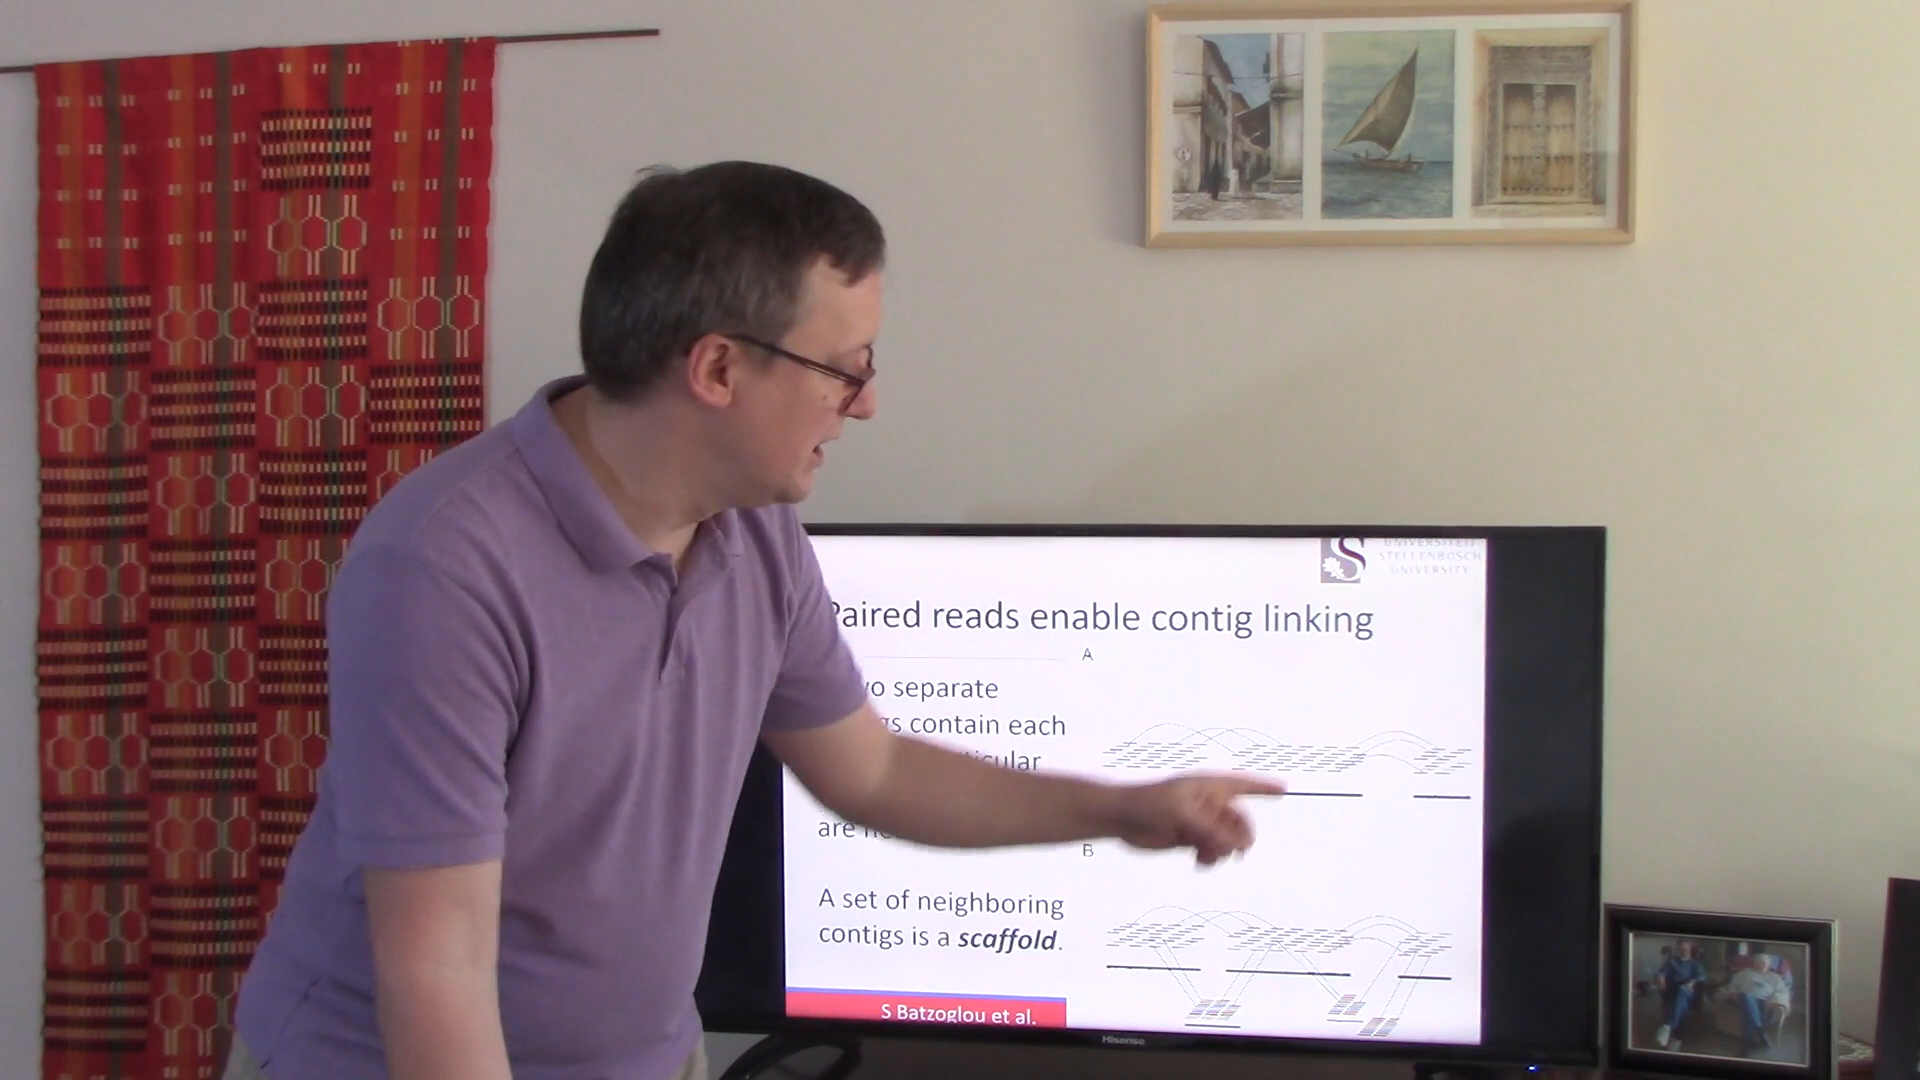 UNIVERSITEIT
STELLENBOSCH
UNIVERSITY
S
Paired reads enable contig linking
A
separate
contain each
are
B
A set of neighboring
contigs is a scaffold.
S Batzoglou et al.
Hisense